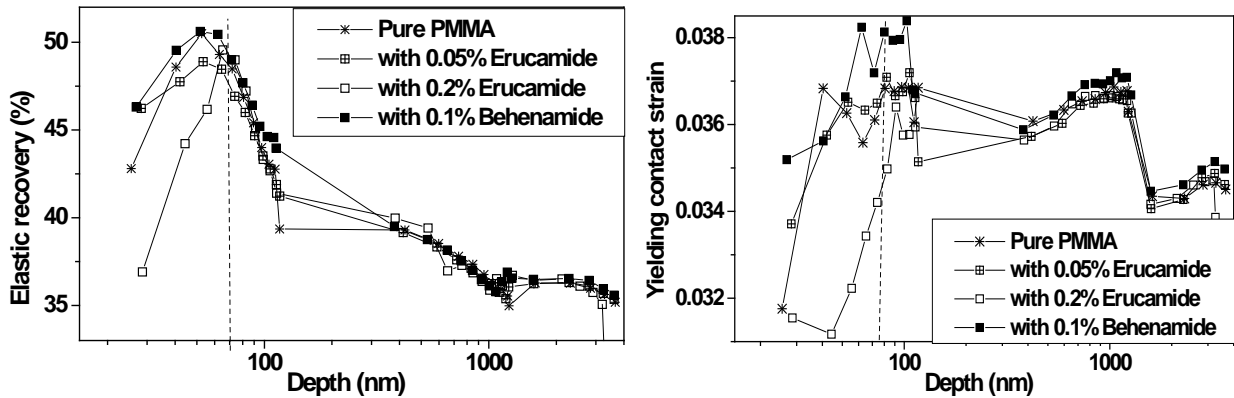 Elastic recovery (%)
50
45
40
35
100
1000
Depth (nm)
Pure PMMA
with 0.05% Erucamide
with 0.2% Erucamide
with 0.1% Behenamide
Yielding contact strain
0.038
0.036
0.034
0.032
100
1000
Depth (nm)
Pure PMMA
with 0.05% Erucamide
with 0.2% Erucamide
with 0.1% Behenamide